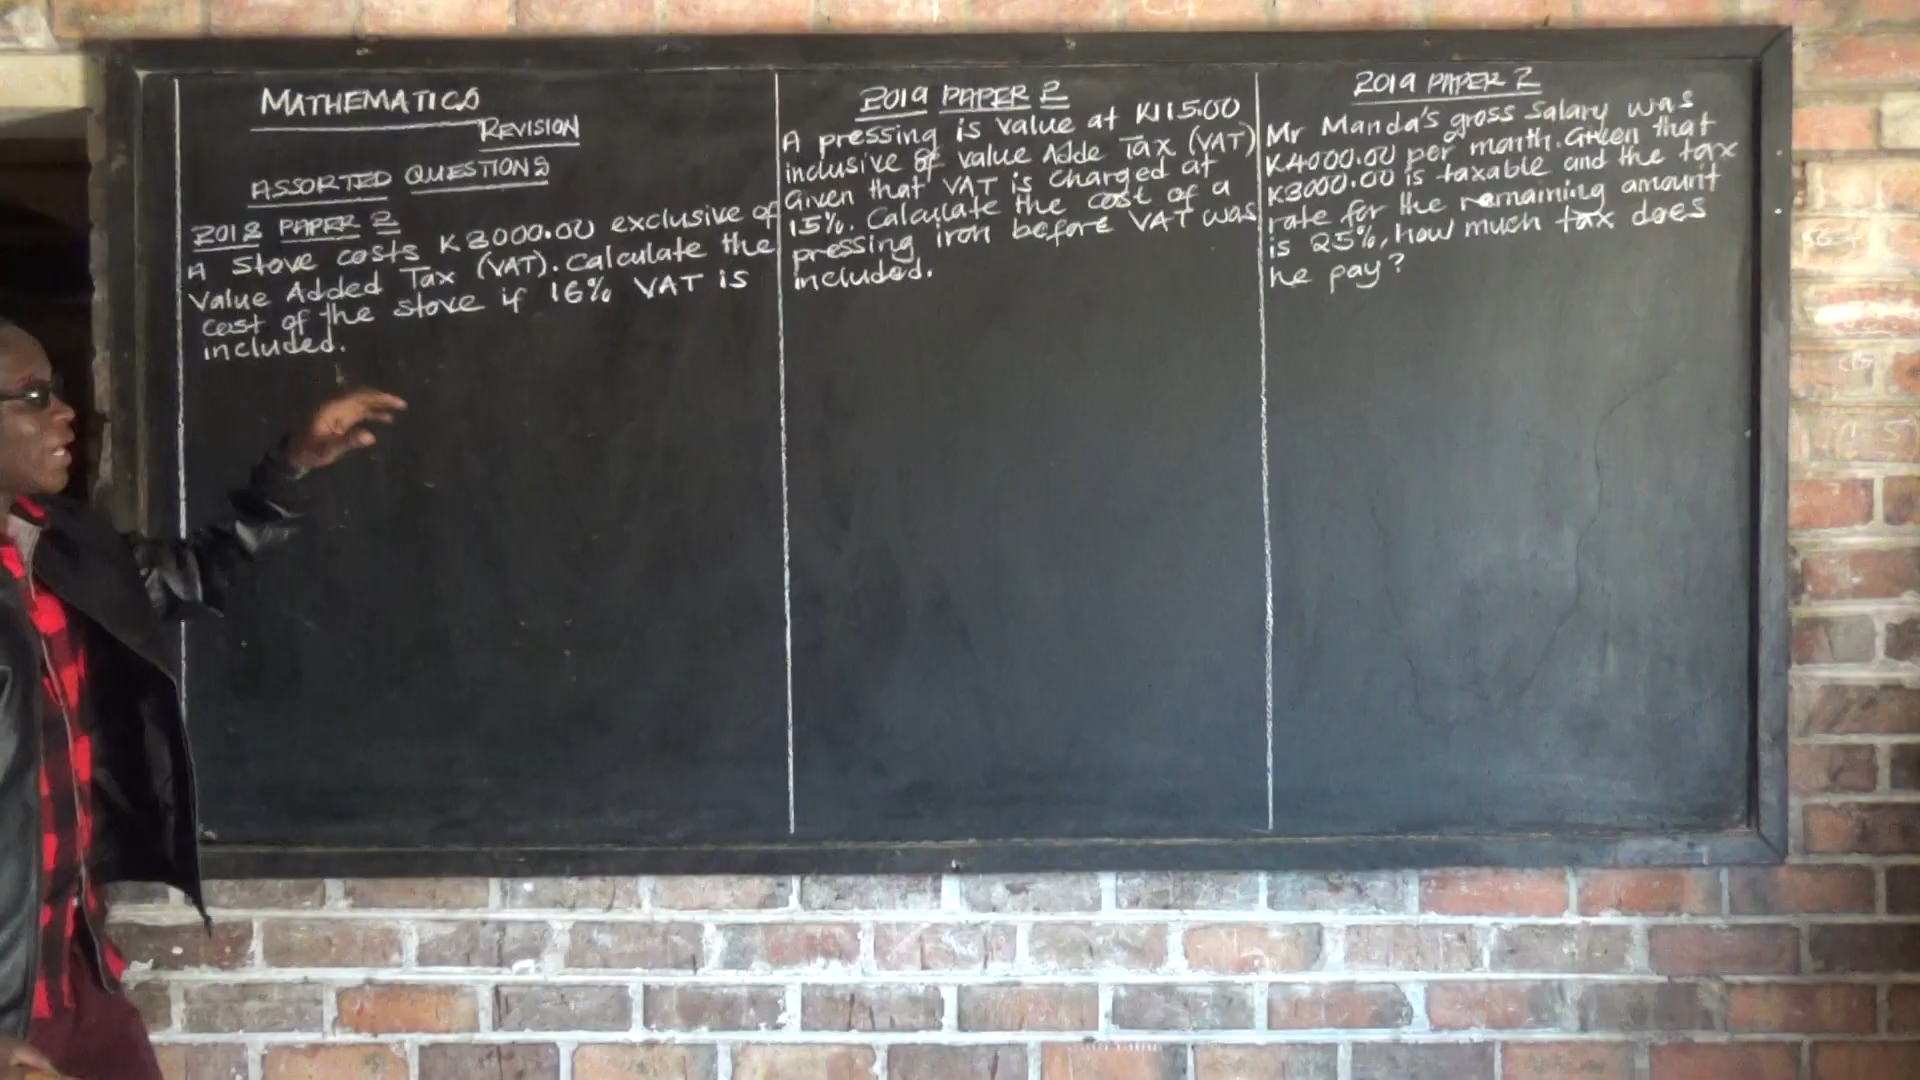 MATHEMATICS
REVISION
ASSORTED QUESTIONS
2018 PAPER 2
A stove costs K3000.00 exclusive of
Value Added Tax (VAT). Calculate the
cost of the stove if 16% VAT is
included.
2019 PAPER 2
A pressing is value at K115.00
inclusive of value Adde Tax (VAT)
Given that VAT is charged at
15%. Calculate the cost of a
pressing iron before VAT was
included.
2019 PAPER 2
Mr Manda's gross salary was
K4000.00 per month. Given that
K3000.00 is taxable and the tax
rate for the remaining amount
is 25%, how much tax does
he pay?